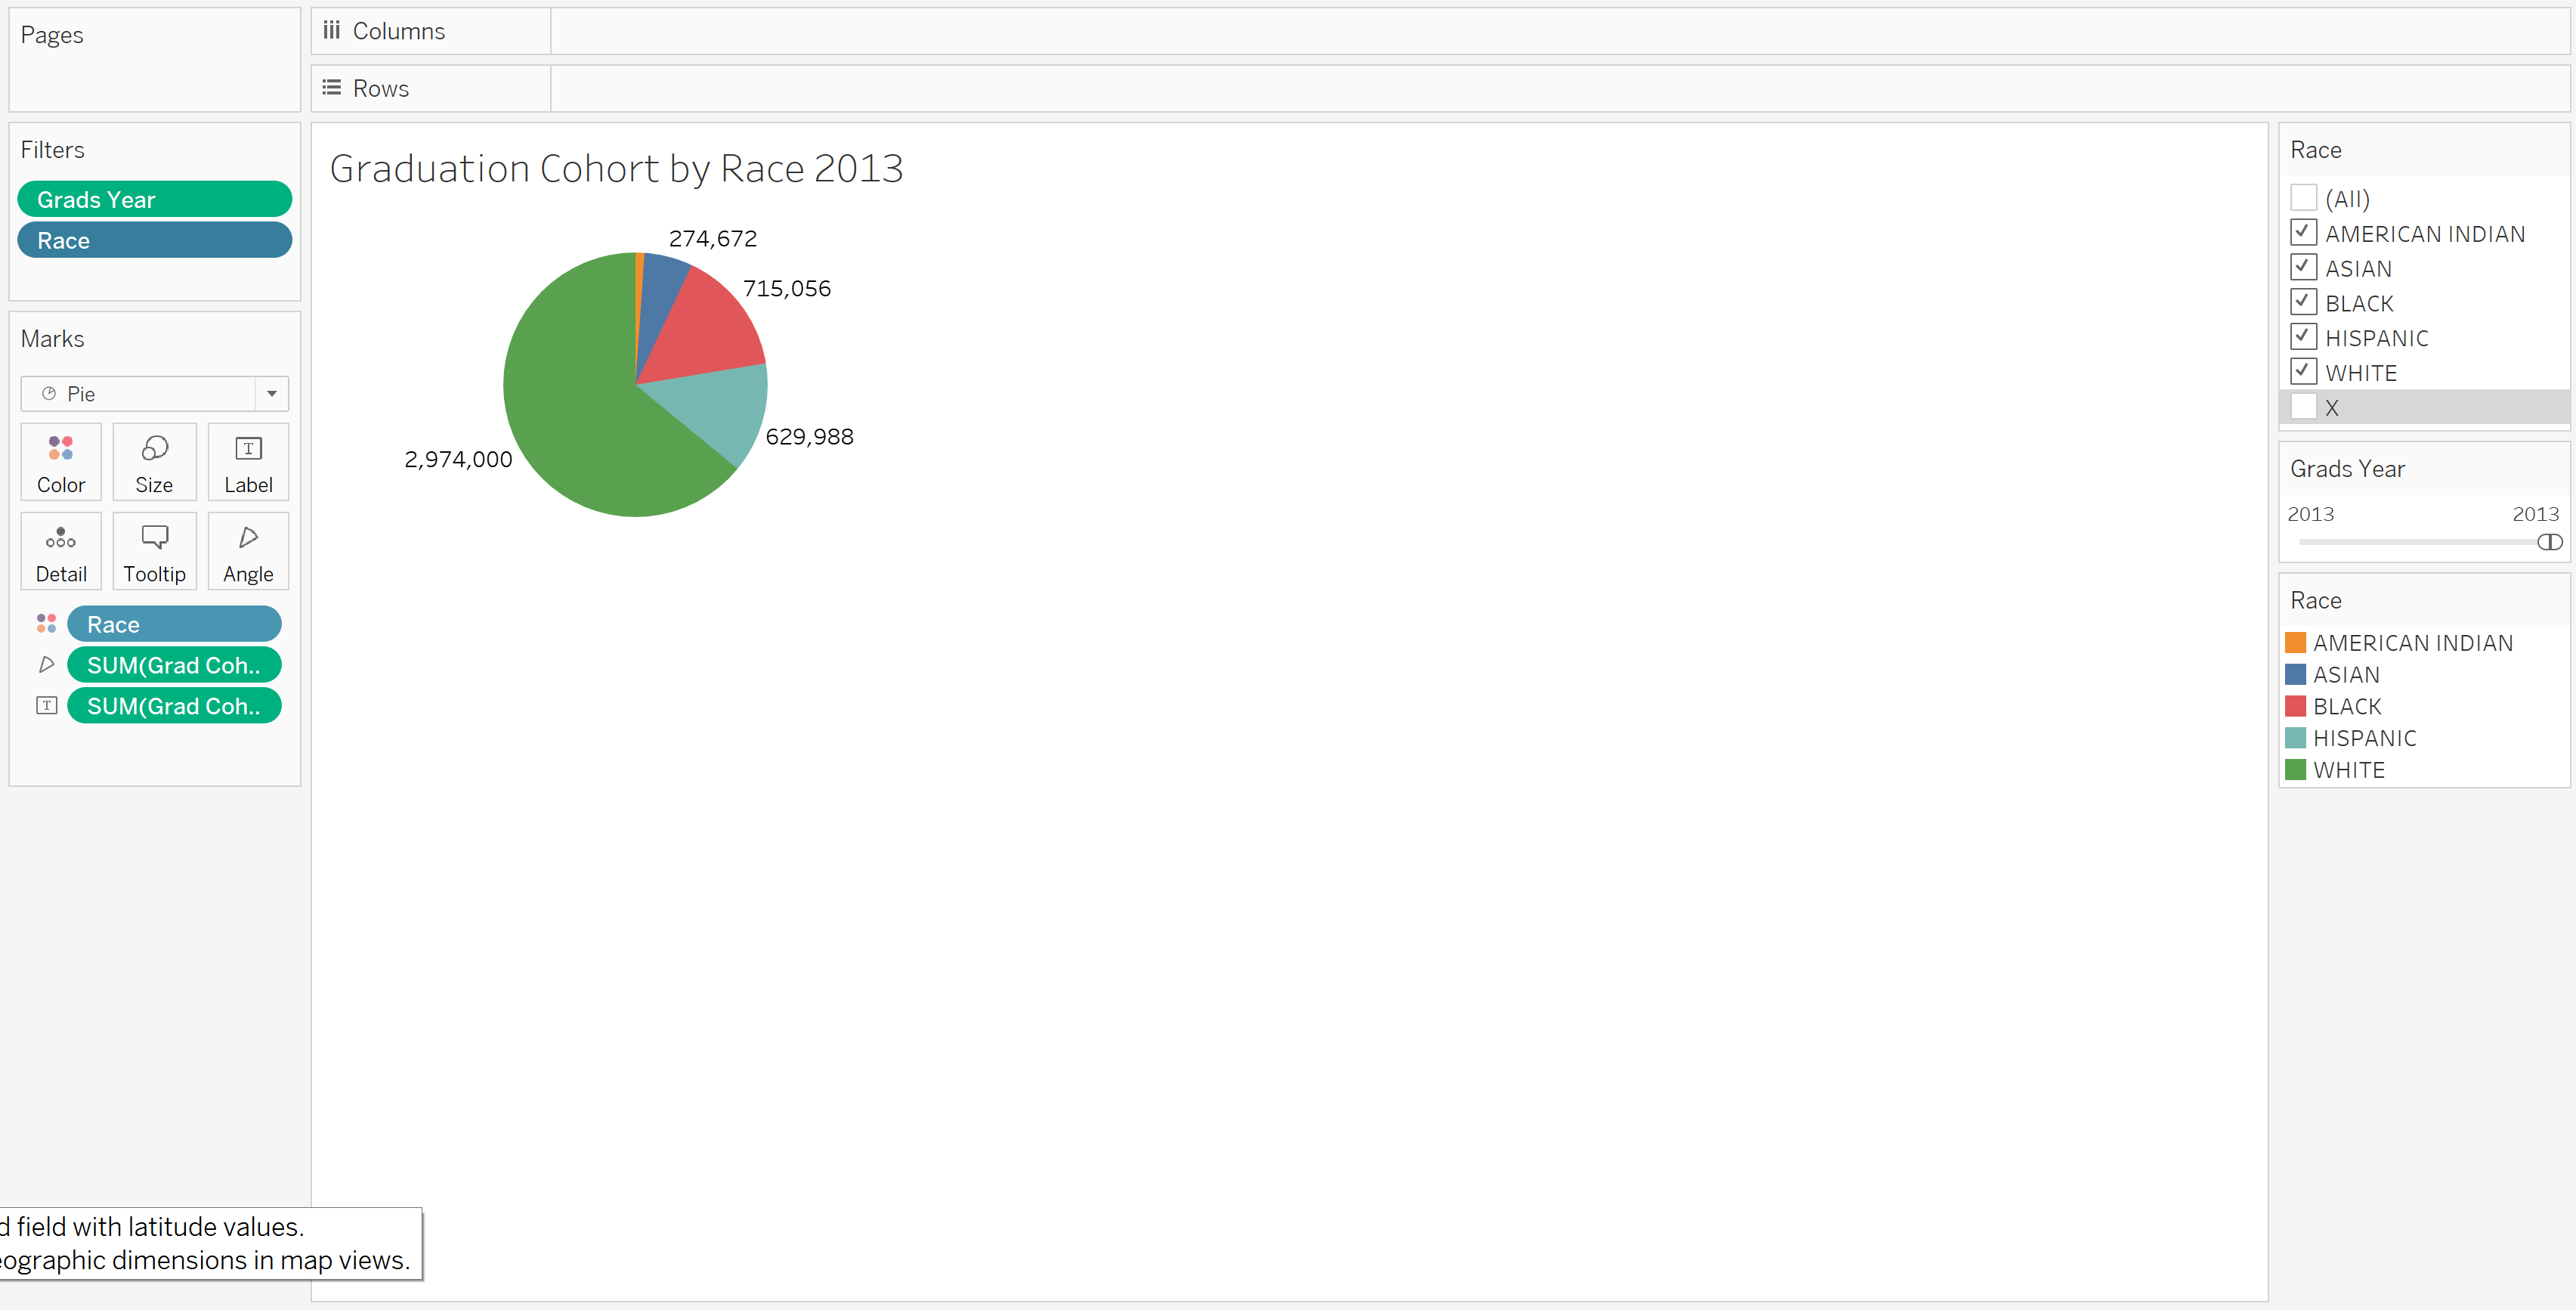 Pages
Columns
Rows
Filters
Grads Year
Race
Marks
Pie
Color
Size
Label
Detail
Tooltip
Angle
Race
SUM(Grad Coh..
SUM(Grad Coh..
Graduation Cohort by Race 2013
274,672
715,056
629,988
2,974,000
Race
(All)
AMERICAN INDIAN
ASIAN
BLACK
HISPANIC
WHITE
X
Grads Year
2013 2013
Race
AMERICAN INDIAN
ASIAN
BLACK
HISPANIC
WHITE
d field with latitude values.
eographic dimensions in map views.